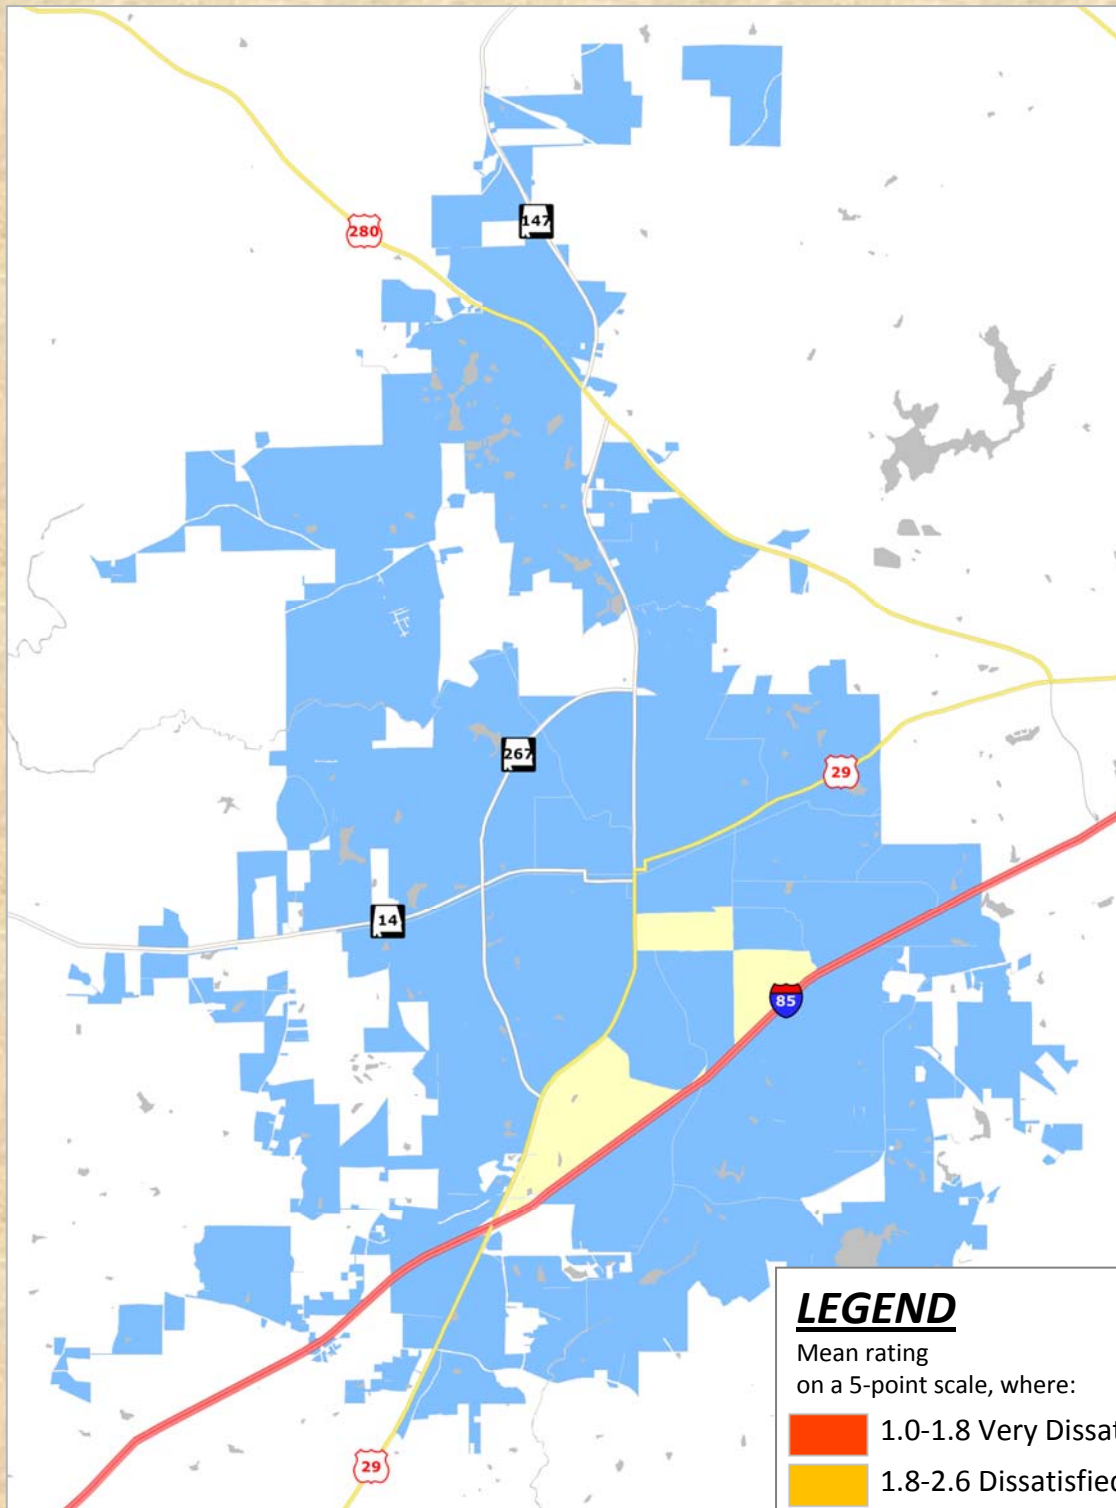 147
280
267
29
14
85
29
LEGEND
Mean rating
on a 5-point scale, where:
1.0-1.8 Very Dissat
1.8-2.6 Dissatisfied